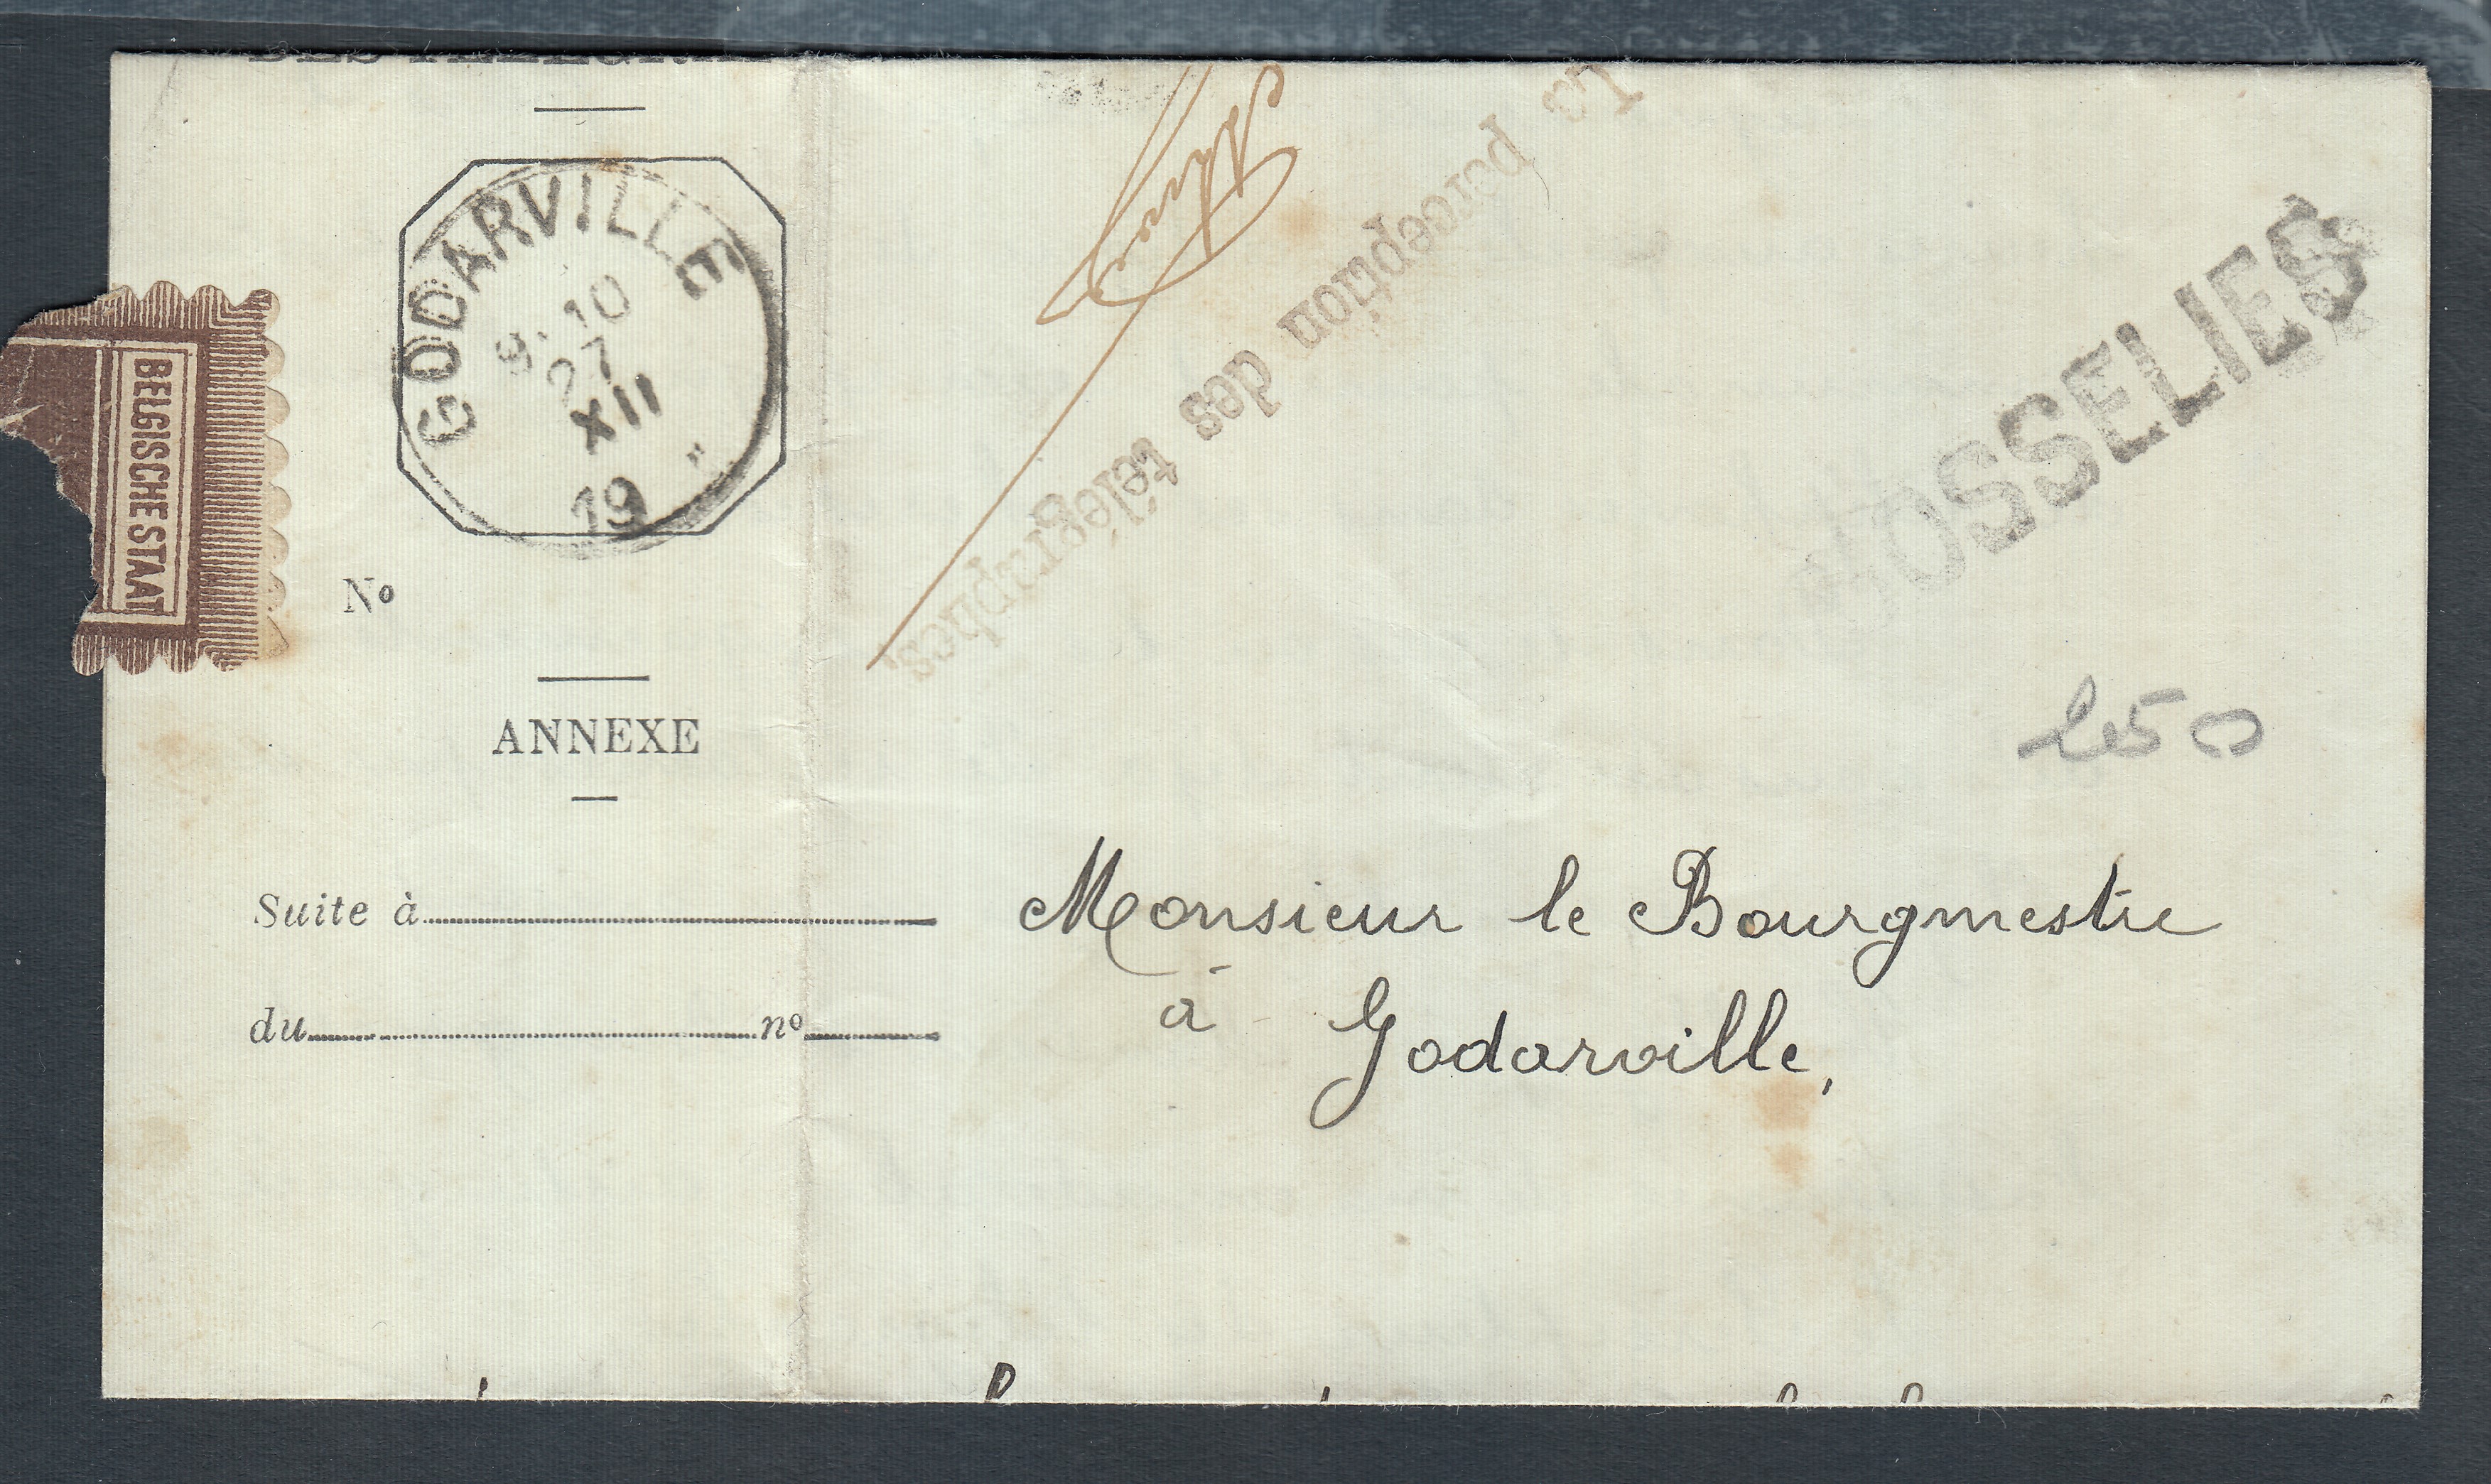 GODARVILLE
10
27
XII
19
BELGISCHE STAAT
La perception des télégraphes
GOSSELIES
No
ANNEXE
Suite à
du no
250
Monsieur le Bourgmestre
à Godarville,